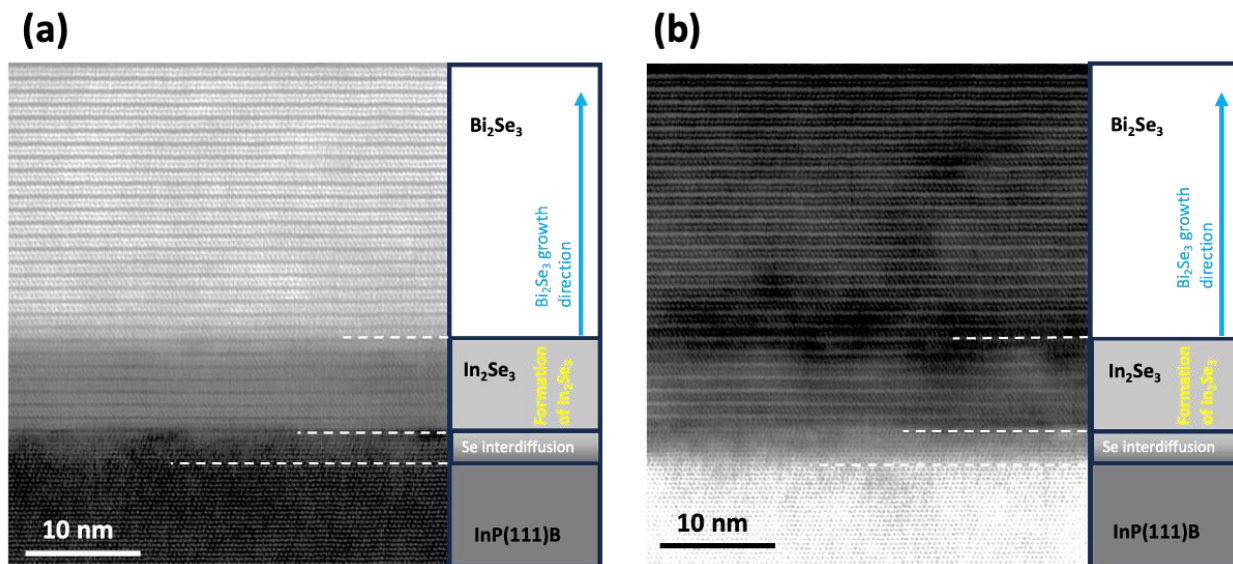 (a)
Bi₂Se₃
Bi₂Se₃ growth
direction
In₂Se₃
Formation
of In₂Se₃
Se interdiffusion
10 nm
InP(111)B
(b)
Bi₂Se₃
Bi₂Se₃ growth
direction
In₂Se₃
Formation
of In₂Se₃
Se interdiffusion
10 nm
InP(111)B